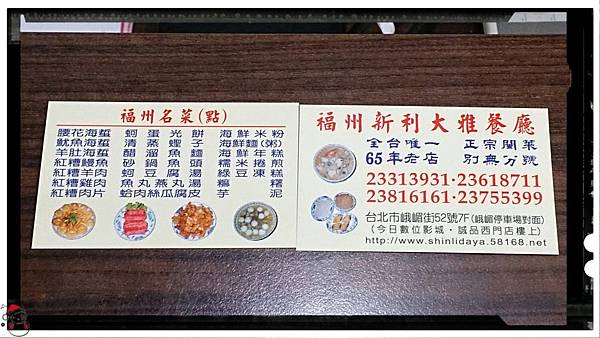 福州名菜(點)
腰花海蜇 蚵蛋光餅 海鮮米粉
魷魚海蜇 清蒸蟶子 海鮮麵(粥)
羊肚海蜇 醋溜魚麵 海鮮年糕
紅糟鰻魚 砂鍋魚頭 糯米捲煎
紅糟羊肉 蚵豆腐湯 綠豆凍糕
紅糟雞肉 魚丸燕丸湯 糍糬
紅糟肉片 蛤肉絲瓜腐皮 芋泥
福州新利大雅餐廳
全台唯一 正宗閩菜
65年老店 別無分號
23313931·23618711
23816161·23755399
台北市峨嵋街52號7F(峨嵋停車場對面)
(今日數位影城·誠品西門店樓上)
http://www.shinlidaya.58168.net